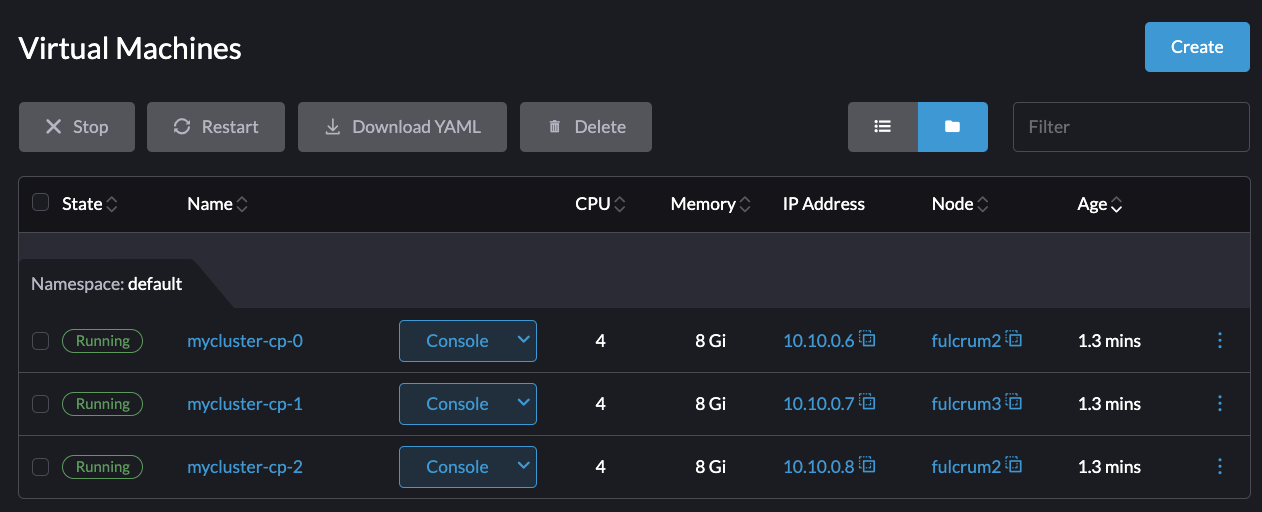 Virtual Machines
Create
Stop Restart Download YAML Delete Filter
State Name CPU Memory IP Address Node Age
Namespace: default
Running mycluster-cp-0 Console 4 8 Gi 10.10.0.6 fulcrum2 1.3 mins
Running mycluster-cp-1 Console 4 8 Gi 10.10.0.7 fulcrum3 1.3 mins
Running mycluster-cp-2 Console 4 8 Gi 10.10.0.8 fulcrum2 1.3 mins